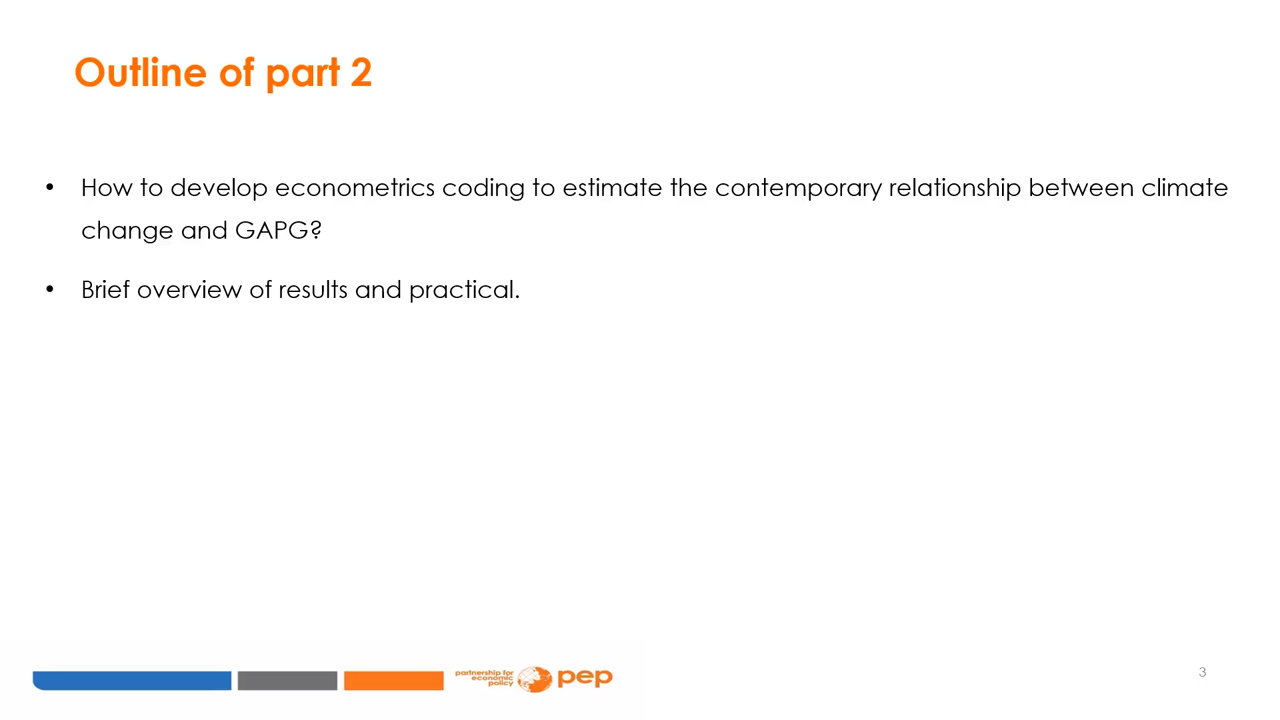 Outline of part 2
• How to develop econometrics coding to estimate the contemporary relationship between climate
change and GAPG?
• Brief overview of results and practical.
partnership for
economic
policy
pep
3